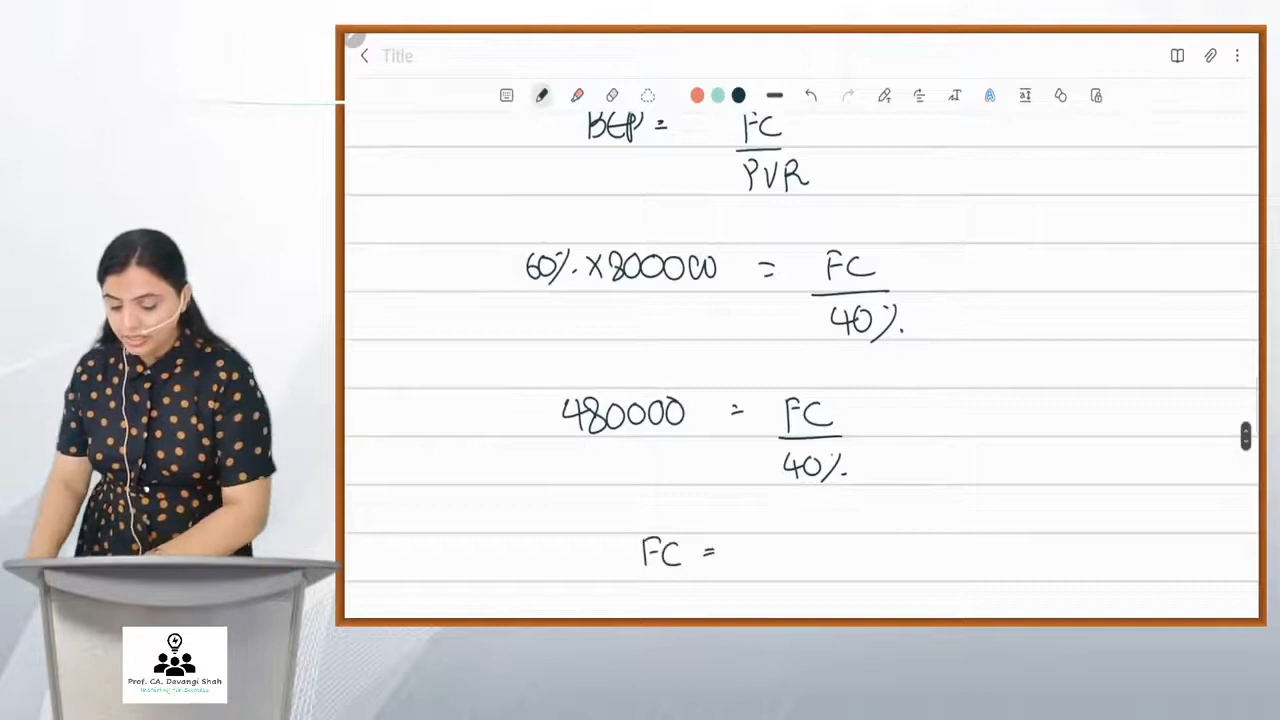 Title
BEP = FC
PVR
60% × 800000 = FC
40%.
480000 = FC
40%.
FC =
Prof. CA. Devangi Shah